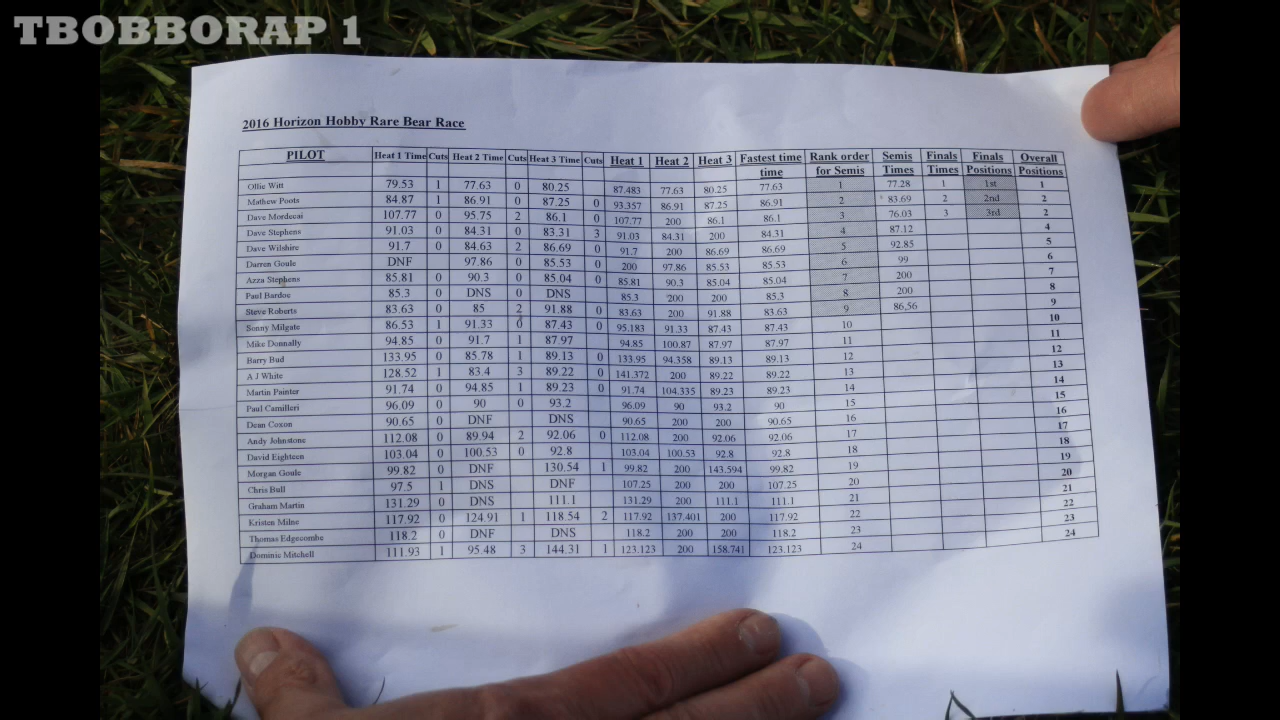 TBOBBORAP 1
2016 Horizon Hobby Rare Bear Race
PILOT Heat 1 Time Cuts Heat 2 Time Cuts Heat 3 Time Cuts Heat 1 Heat 2 Heat 3 Fastest time Rank order Semis Finals Finals Overall
time for Semis Times Times Positions Positions
Ollie Witt 79.53 1 77.63 0 80.25 87.483 77.63 80.25 77.63 1 77.28 1 1st 1
Mathew Poots 84.87 1 86.91 0 87.25 0 93.357 86.91 87.25 86.91 2 83.69 2 2nd 2
Dave Mordecai 107.77 0 95.75 2 86.1 0 107.77 200 86.1 86.1 3 76.03 3 3rd 2
Dave Stephens 91.03 0 84.31 0 83.31 3 91.03 84.31 200 84.31 4 87.12 4
Dave Wilshire 91.7 0 84.63 2 86.69 0 91.7 200 86.69 86.69 5 92.85 5
Darren Goule DNF 97.86 0 85.53 0 200 97.86 85.53 85.53 6 99 6
Azza Stephens 85.81 0 90.3 0 85.04 0 85.81 90.3 85.04 85.04 7 200 7
Paul Bardoe 85.3 0 DNS 0 DNS 85.3 200 200 85.3 8 200 8
Steve Roberts 83.63 0 85 2 91.88 0 83.63 200 91.88 83.63 9 86,56 9
Sonny Milgate 86.53 1 91.33 0 87.43 0 95.183 91.33 87.43 87.43 10 10
Mike Donnally 94.85 0 91.7 1 87.97 94.85 100.87 87.97 87.97 11 11
Barry Bud 133.95 0 85.78 1 89.13 0 133.95 94.358 89.13 89.13 12 12
A J White 128.52 1 83.4 3 89.22 0 141.372 200 89.22 89.22 13 13
Martin Painter 91.74 0 94.85 1 89.23 0 91.74 104.335 89.23 89.23 14 14
Paul Camilleri 96.09 0 90 0 93.2 96.09 90 93.2 90 15 15
Dean Coxon 90.65 0 DNF DNS 90.65 200 200 90.65 16 16
Andy Johnstone 112.08 0 89.94 2 92.06 0 112.08 200 92.06 92.06 17 17
David Eighteen 103.04 0 100.53 0 92.8 103.04 100.53 92.8 92.8 18 18
Morgan Goule 99.82 0 DNF 130.54 1 99.82 200 143.594 99.82 19 19
Chris Bull 97.5 1 DNS DNF 107.25 200 200 107.25 20 20
Graham Martin 131.29 0 DNS 111.1 131.29 200 111.1 111.1 21 21
Kristen Milne 117.92 0 124.91 1 118.54 2 117.92 137.401 200 117.92 22 22
Thomas Edgecombe 118.2 0 DNF DNS 118.2 200 200 118.2 23 23
Dominic Mitchell 111.93 1 95.48 3 144.31 1 123.123 200 158.741 123.123 24 24